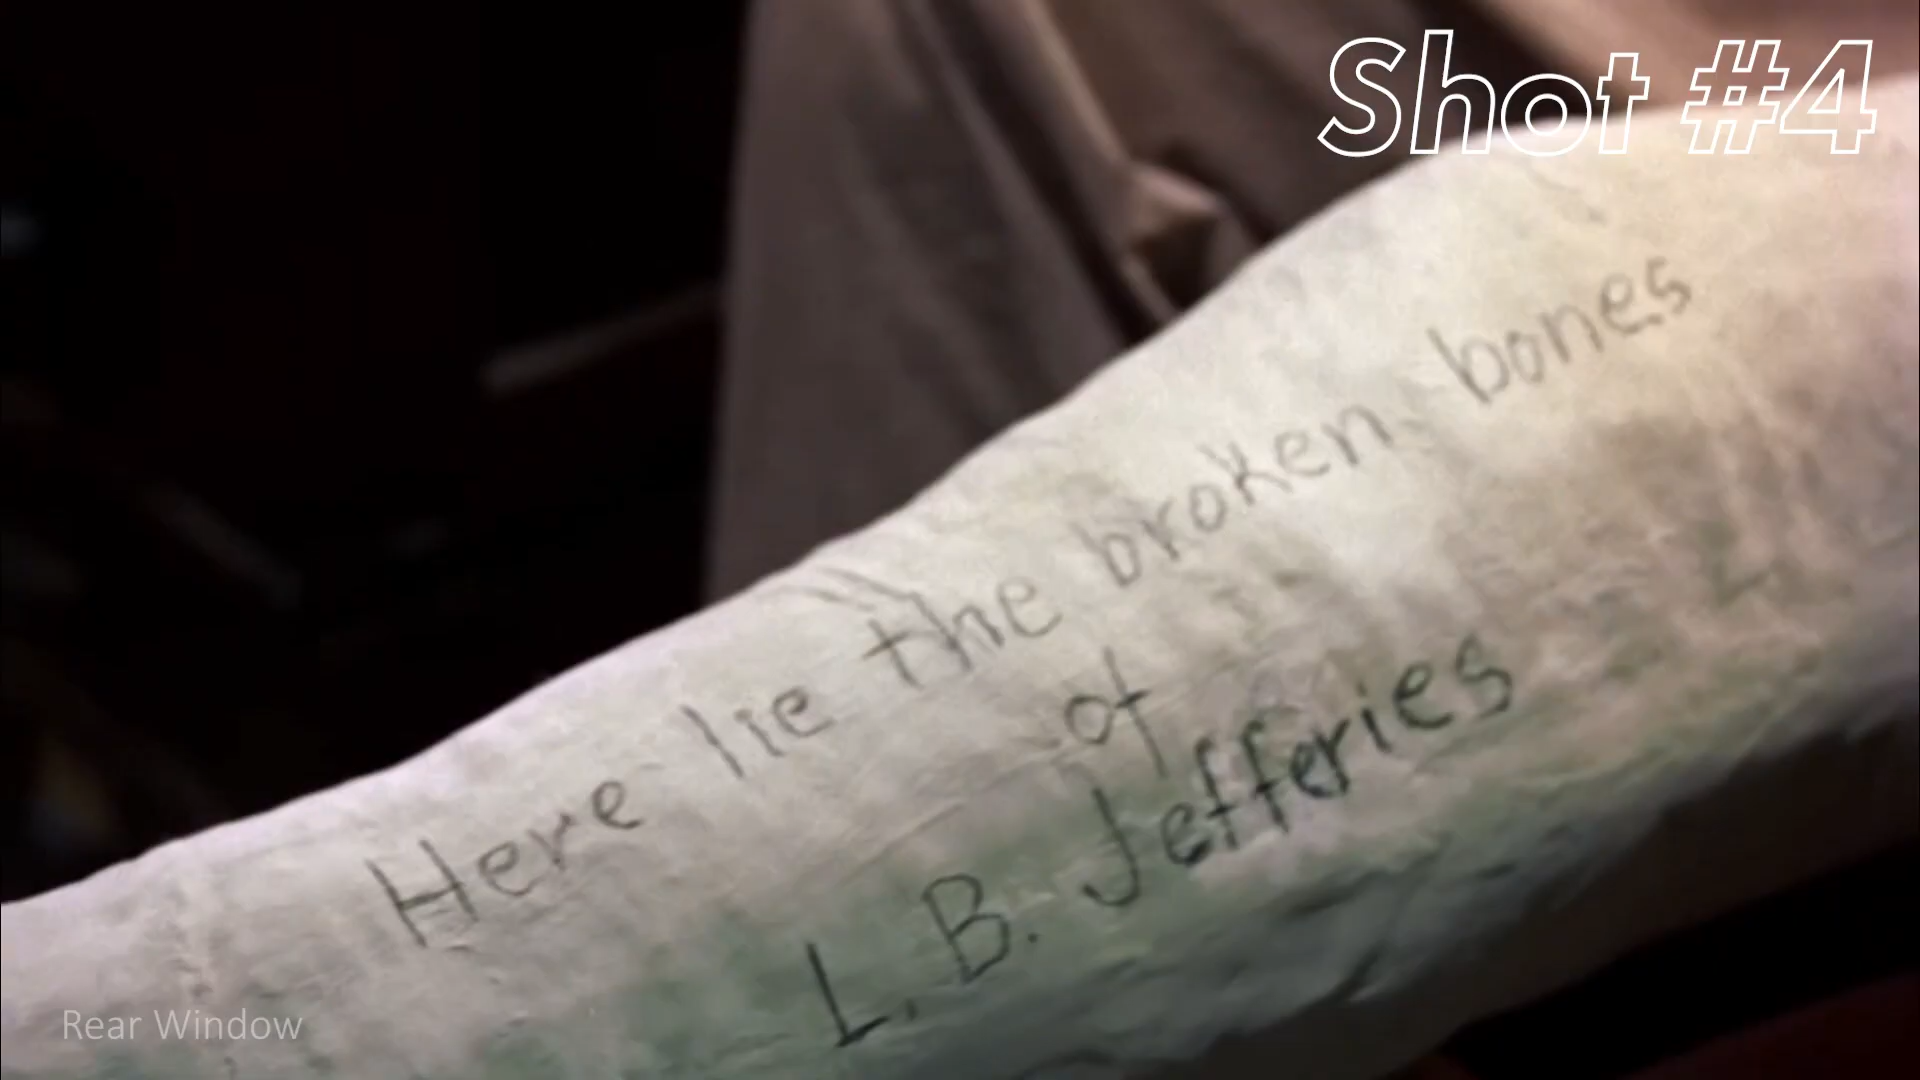 Shot #4
Here lie the broken bones
of
L. B. Jefferies
Rear Window